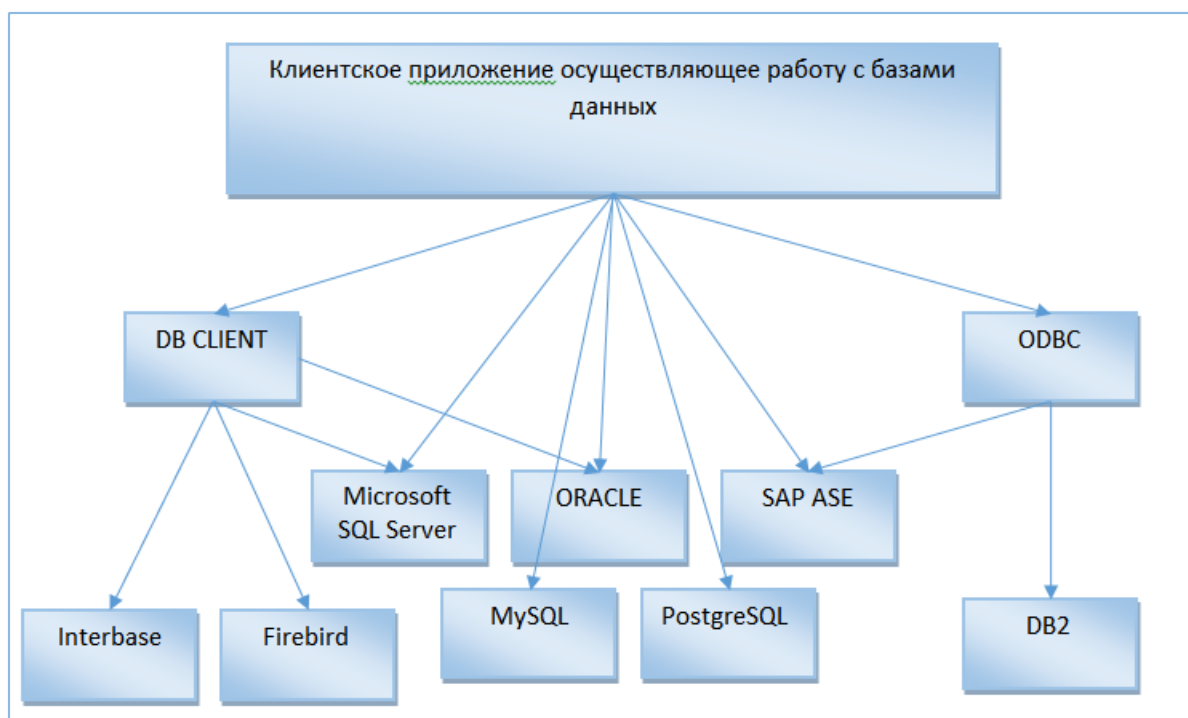 Клиентское приложение осуществляющее работу с базами
данных
DB CLIENT
ODBC
Microsoft
SQL Server
ORACLE
SAP ASE
Interbase
Firebird
MySQL
PostgreSQL
DB2